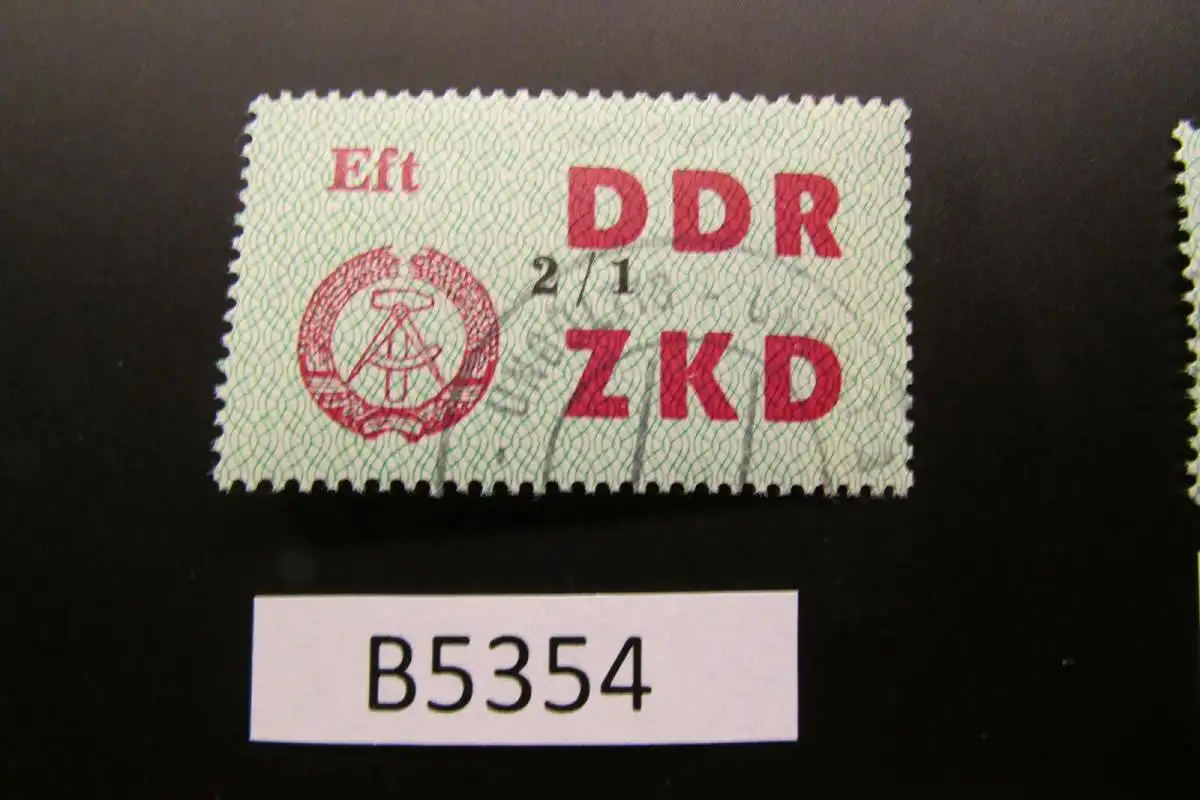 Eft
DDR
2/1
ZKD
B5354